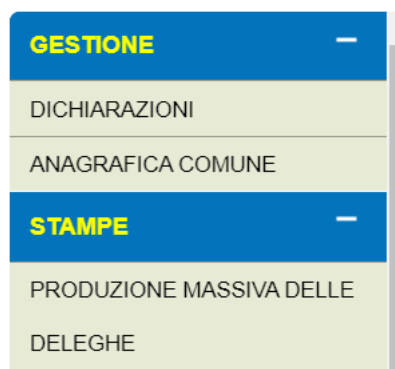 GESTIONE
DICHIARAZIONI
ANAGRAFICA COMUNE
STAMPE
PRODUZIONE MASSIVA DELLE
DELEGHE